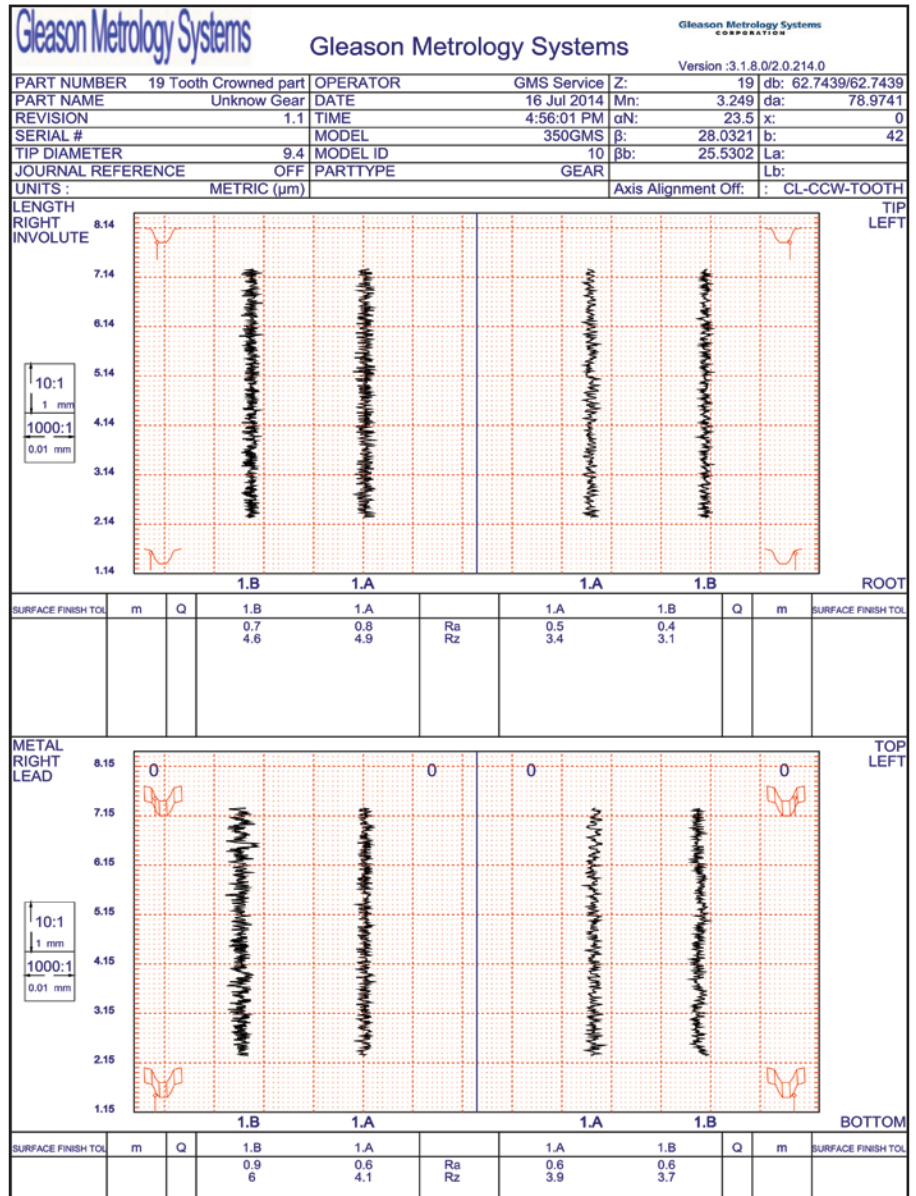 Gleason Metrology Systems
Gleason Metrology Systems
Gleason Metrology Systems
CORPORATION
Version :3.1.8.0/2.0.214.0
PART NUMBER 19 Tooth Crowned part OPERATOR GMS Service Z: 19 db: 62.7439/62.7439
PART NAME Unknow Gear DATE 16 Jul 2014 Mn: 3.249 da: 78.9741
REVISION 1.1 TIME 4:56:01 PM αN: 23.5 x: 0
SERIAL # MODEL 350GMS β: 28.0321 b: 42
TIP DIAMETER 9.4 MODEL ID 10 βb: 25.5302 La:
JOURNAL REFERENCE OFF PARTTYPE GEAR Lb:
UNITS : METRIC (µm) Axis Alignment Off: : CL-CCW-TOOTH
LENGTH TIP
RIGHT LEFT
INVOLUTE
8.14
7.14
6.14
5.14
4.14
3.14
2.14
1.14
10:1
1 mm
1000:1
0.01 mm
1.B 1.A 1.A 1.B ROOT
SURFACE FINISH TOL m Q 1.B 1.A 1.A 1.B Q m SURFACE FINISH TOL
0.7 0.8 Ra 0.5 0.4
4.6 4.9 Rz 3.4 3.1
METAL TOP
RIGHT LEFT
LEAD
0 0 0 0
8.15
7.15
6.15
5.15
4.15
3.15
2.15
1.15
10:1
1 mm
1000:1
0.01 mm
1.B 1.A 1.A 1.B BOTTOM
SURFACE FINISH TOL m Q 1.B 1.A 1.A 1.B Q m SURFACE FINISH TOL
0.9 0.6 Ra 0.6 0.6
6 4.1 Rz 3.9 3.7